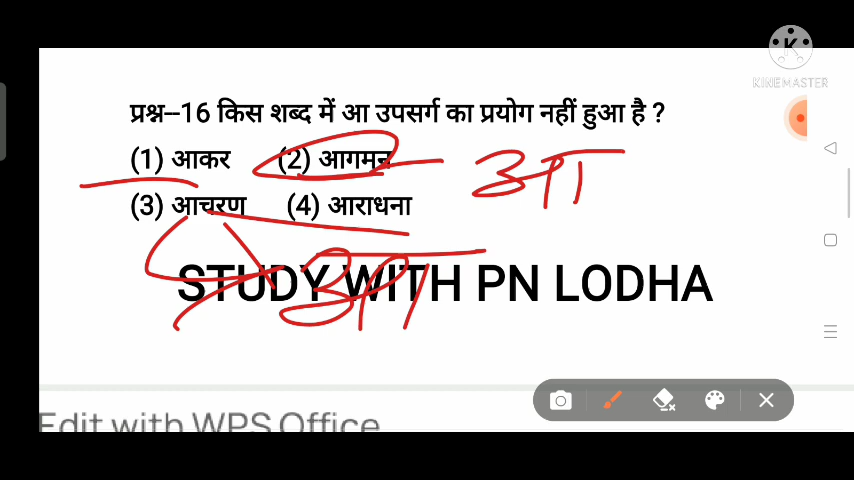 KINEMASTER
प्रश्न--16 किस शब्द में आ उपसर्ग का प्रयोग नहीं हुआ है ?
(1) आकर (2) आगमन
आ
(3) आचरण (4) आराधना
आ
STUDY WITH PN LODHA
Edit with WPS Office